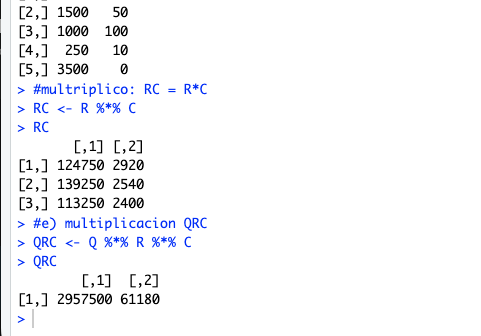 [2,] 1500 50
[3,] 1000 100
[4,] 250 10
[5,] 3500 0
> #multriplico: RC = R*C
> RC <- R %*% C
> RC
[,1] [,2]
[1,] 124750 2920
[2,] 139250 2540
[3,] 113250 2400
> #e) multiplicacion QRC
> QRC <- Q %*% R %*% C
> QRC
[,1] [,2]
[1,] 2957500 61180
>